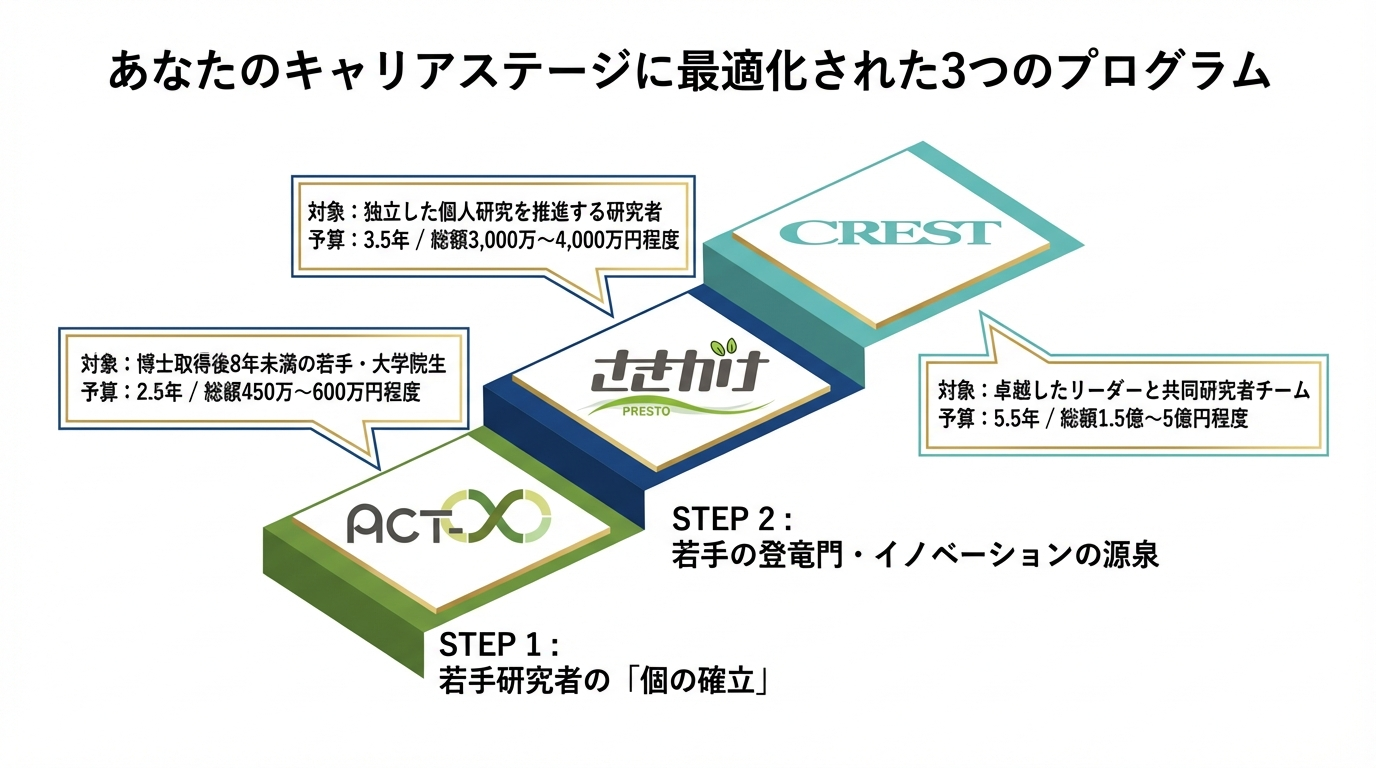 あなたのキャリアステージに最適化された3つのプログラム
対象：独立した個人研究を推進する研究者
予算：3.5年 / 総額3,000万〜4,000万円程度
CREST
対象：博士取得後8年未満の若手・大学院生
予算：2.5年 / 総額450万〜600万円程度
さきがけ
PRESTO
対象：卓越したリーダーと共同研究者チーム
予算：5.5年 / 総額1.5億〜5億円程度
ACT-X
STEP 2 :
若手の登竜門・イノベーションの源泉
STEP 1 :
若手研究者の「個の確立」